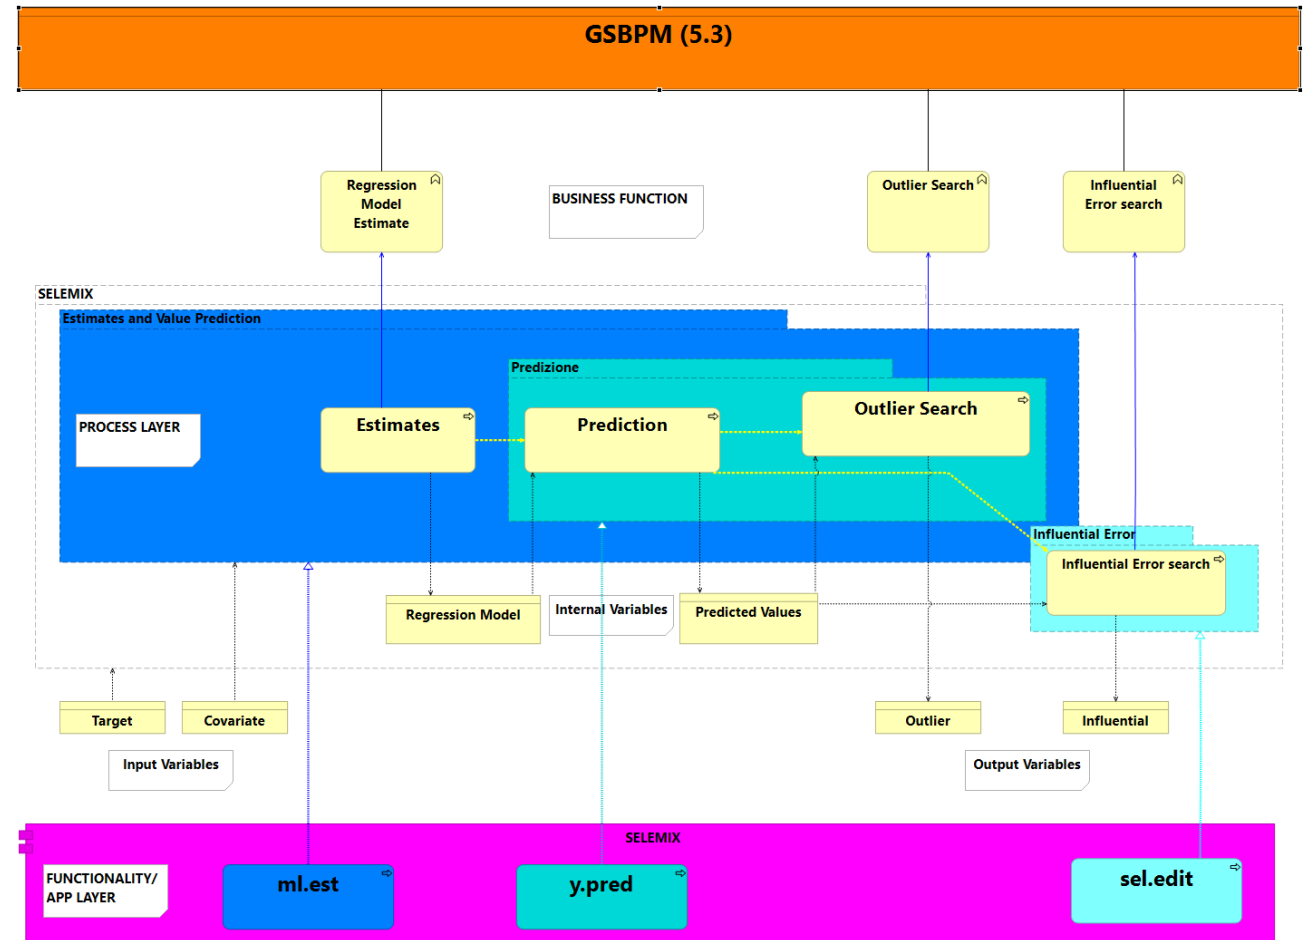 GSBPM (5.3)
Regression
Model
Estimate
BUSINESS FUNCTION
Outlier Search
Influential
Error search
SELEMIX
Estimates and Value Prediction
Predizione
PROCESS LAYER
Estimates
Prediction
Outlier Search
Influential Error
Influential Error search
Regression Model
Internal Variables
Predicted Values
Target
Covariate
Outlier
Influential
Input Variables
Output Variables
SELEMIX
FUNCTIONALITY/
APP LAYER
ml.est
y.pred
sel.edit